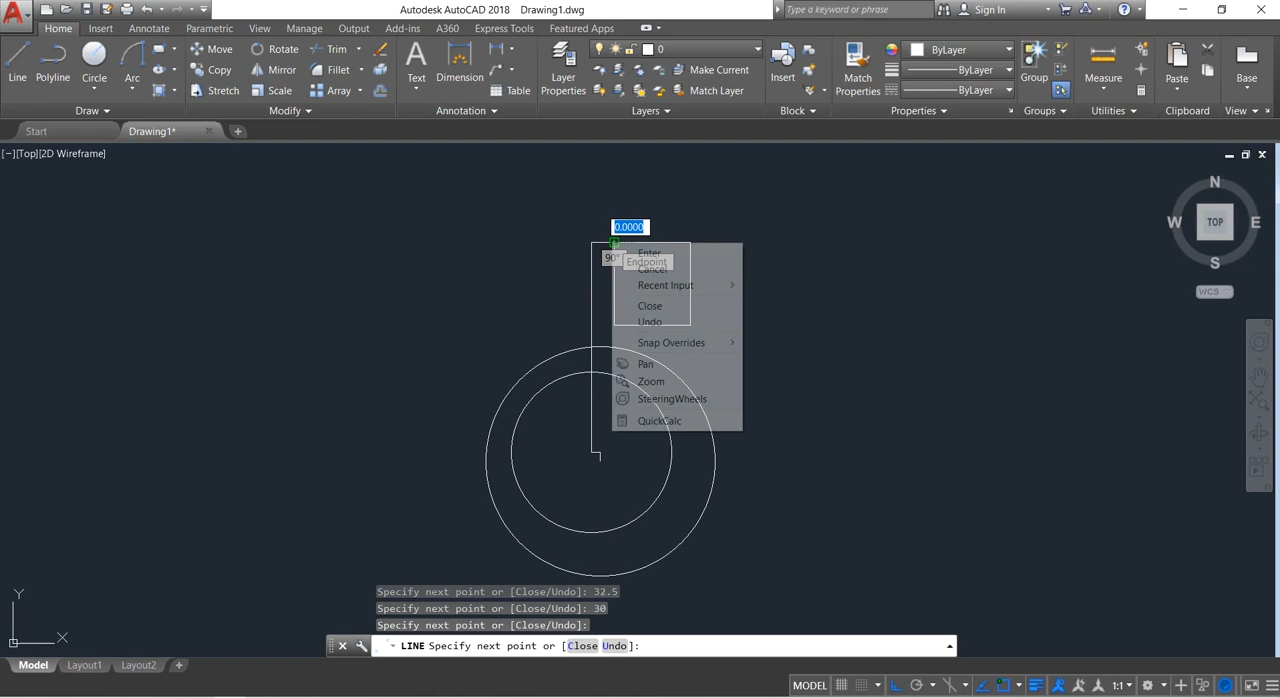 Autodesk AutoCAD 2018 Drawing1.dwg
Type a keyword or phrase
Sign In
Home Insert Annotate Parametric View Manage Output Add-ins A360 Express Tools Featured Apps
Line Polyline Circle Arc
Move Rotate Trim
Copy Mirror Fillet
Stretch Scale Array
Text Dimension
Table
Layer
Properties
0
Make Current
Match Layer
Insert
Match
Properties
ByLayer
ByLayer
ByLayer
Group
Measure
Paste
Base
Draw Modify Annotation Layers Block Properties Groups Utilities Clipboard View
Start Drawing1*
[−][Top][2D Wireframe]
N
W TOP E
S
WCS
0.0000
90°
Endpoint
Enter
Cancel
Recent Input
Close
Undo
Snap Overrides
Pan
Zoom
SteeringWheels
QuickCalc
Y
X
Specify next point or [Close/Undo]: 32.5
Specify next point or [Close/Undo]: 30
Specify next point or [Close/Undo]:
LINE Specify next point or [Close Undo]:
Model Layout1 Layout2
MODEL 1:1